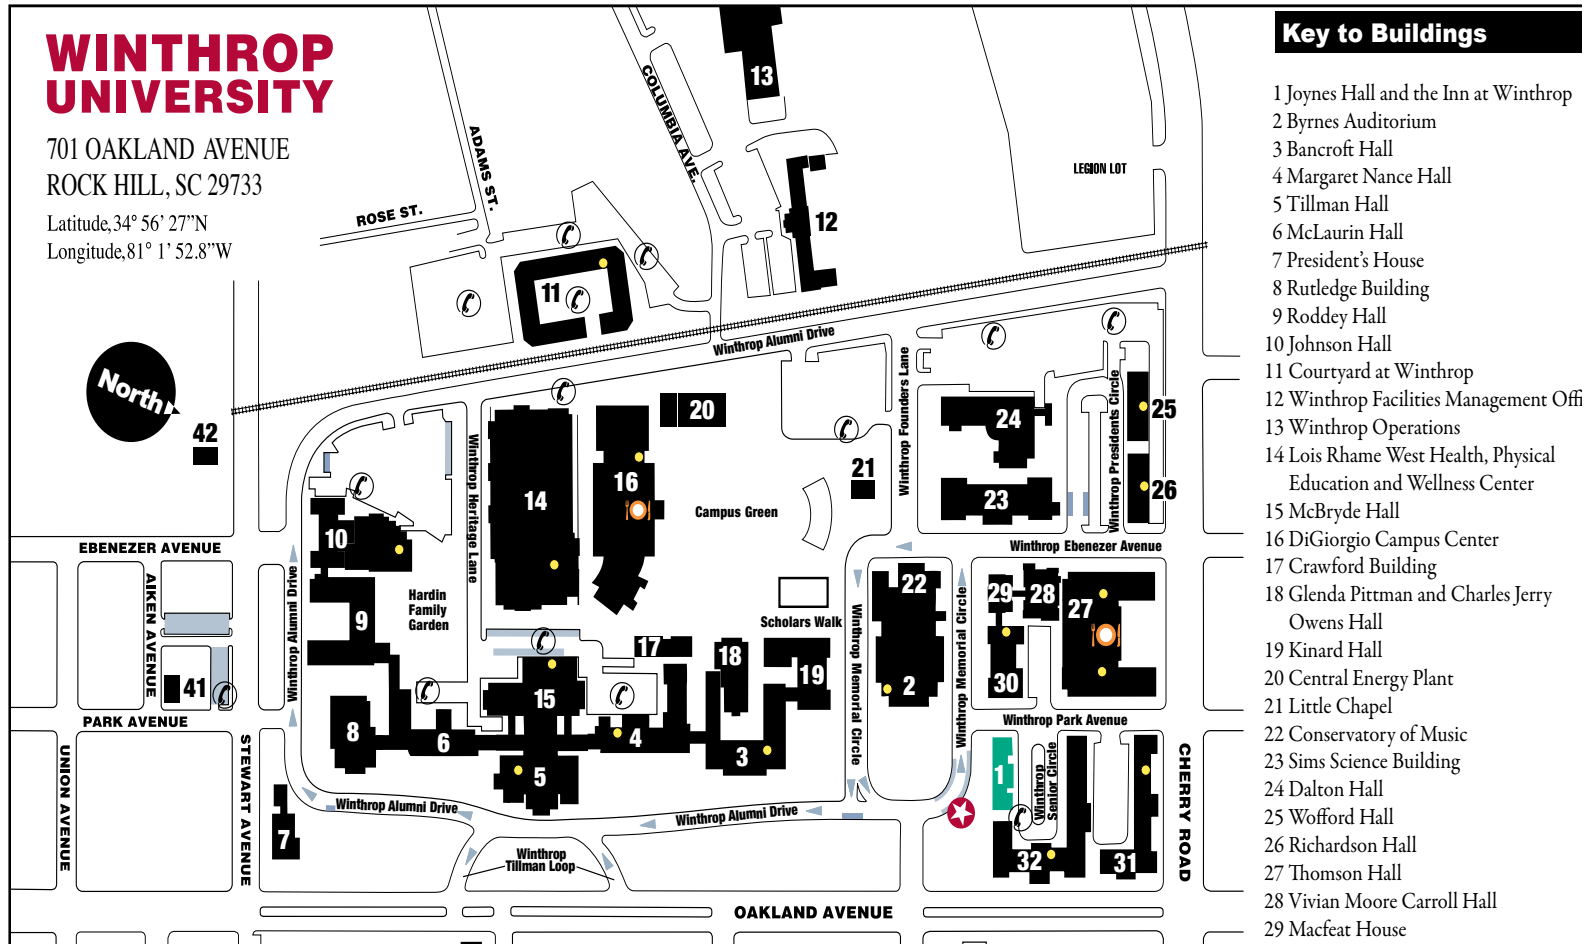 WINTHROP
UNIVERSITY
701 OAKLAND AVENUE
ROCK HILL, SC 29733
Latitude,34° 56’ 27”N
Longitude,81° 1’ 52.8”W
North
ROSE ST.
ADAMS ST.
COLUMBIA AVE.
LEGION LOT
13
12
11
Winthrop Alumni Drive
42
20
16
14
Campus Green
21
Winthrop Heritage Lane
Winthrop Founders Lane
Winthrop Presidents Circle
24
25
26
23
10
EBENEZER AVENUE
AIKEN AVENUE
Winthrop Alumni Drive
9
Hardin
Family
Garden
Winthrop Ebenezer Avenue
22
29
28
27
Scholars Walk
17
18
19
Winthrop Memorial Circle
Winthrop Memorial Circle
2
30
41
15
PARK AVENUE
8
6
4
3
5
Winthrop Park Avenue
1
Winthrop
Senior Circle
UNION AVENUE
STEWART AVENUE
7
Winthrop Alumni Drive
Winthrop Alumni Drive
Winthrop
Tillman Loop
32
31
CHERRY ROAD
OAKLAND AVENUE
Key to Buildings
1 Joynes Hall and the Inn at Winthrop
2 Byrnes Auditorium
3 Bancroft Hall
4 Margaret Nance Hall
5 Tillman Hall
6 McLaurin Hall
7 President’s House
8 Rutledge Building
9 Roddey Hall
10 Johnson Hall
11 Courtyard at Winthrop
12 Winthrop Facilities Management Offi
13 Winthrop Operations
14 Lois Rhame West Health, Physical
Education and Wellness Center
15 McBryde Hall
16 DiGiorgio Campus Center
17 Crawford Building
18 Glenda Pittman and Charles Jerry
Owens Hall
19 Kinard Hall
20 Central Energy Plant
21 Little Chapel
22 Conservatory of Music
23 Sims Science Building
24 Dalton Hall
25 Wofford Hall
26 Richardson Hall
27 Thomson Hall
28 Vivian Moore Carroll Hall
29 Macfeat House